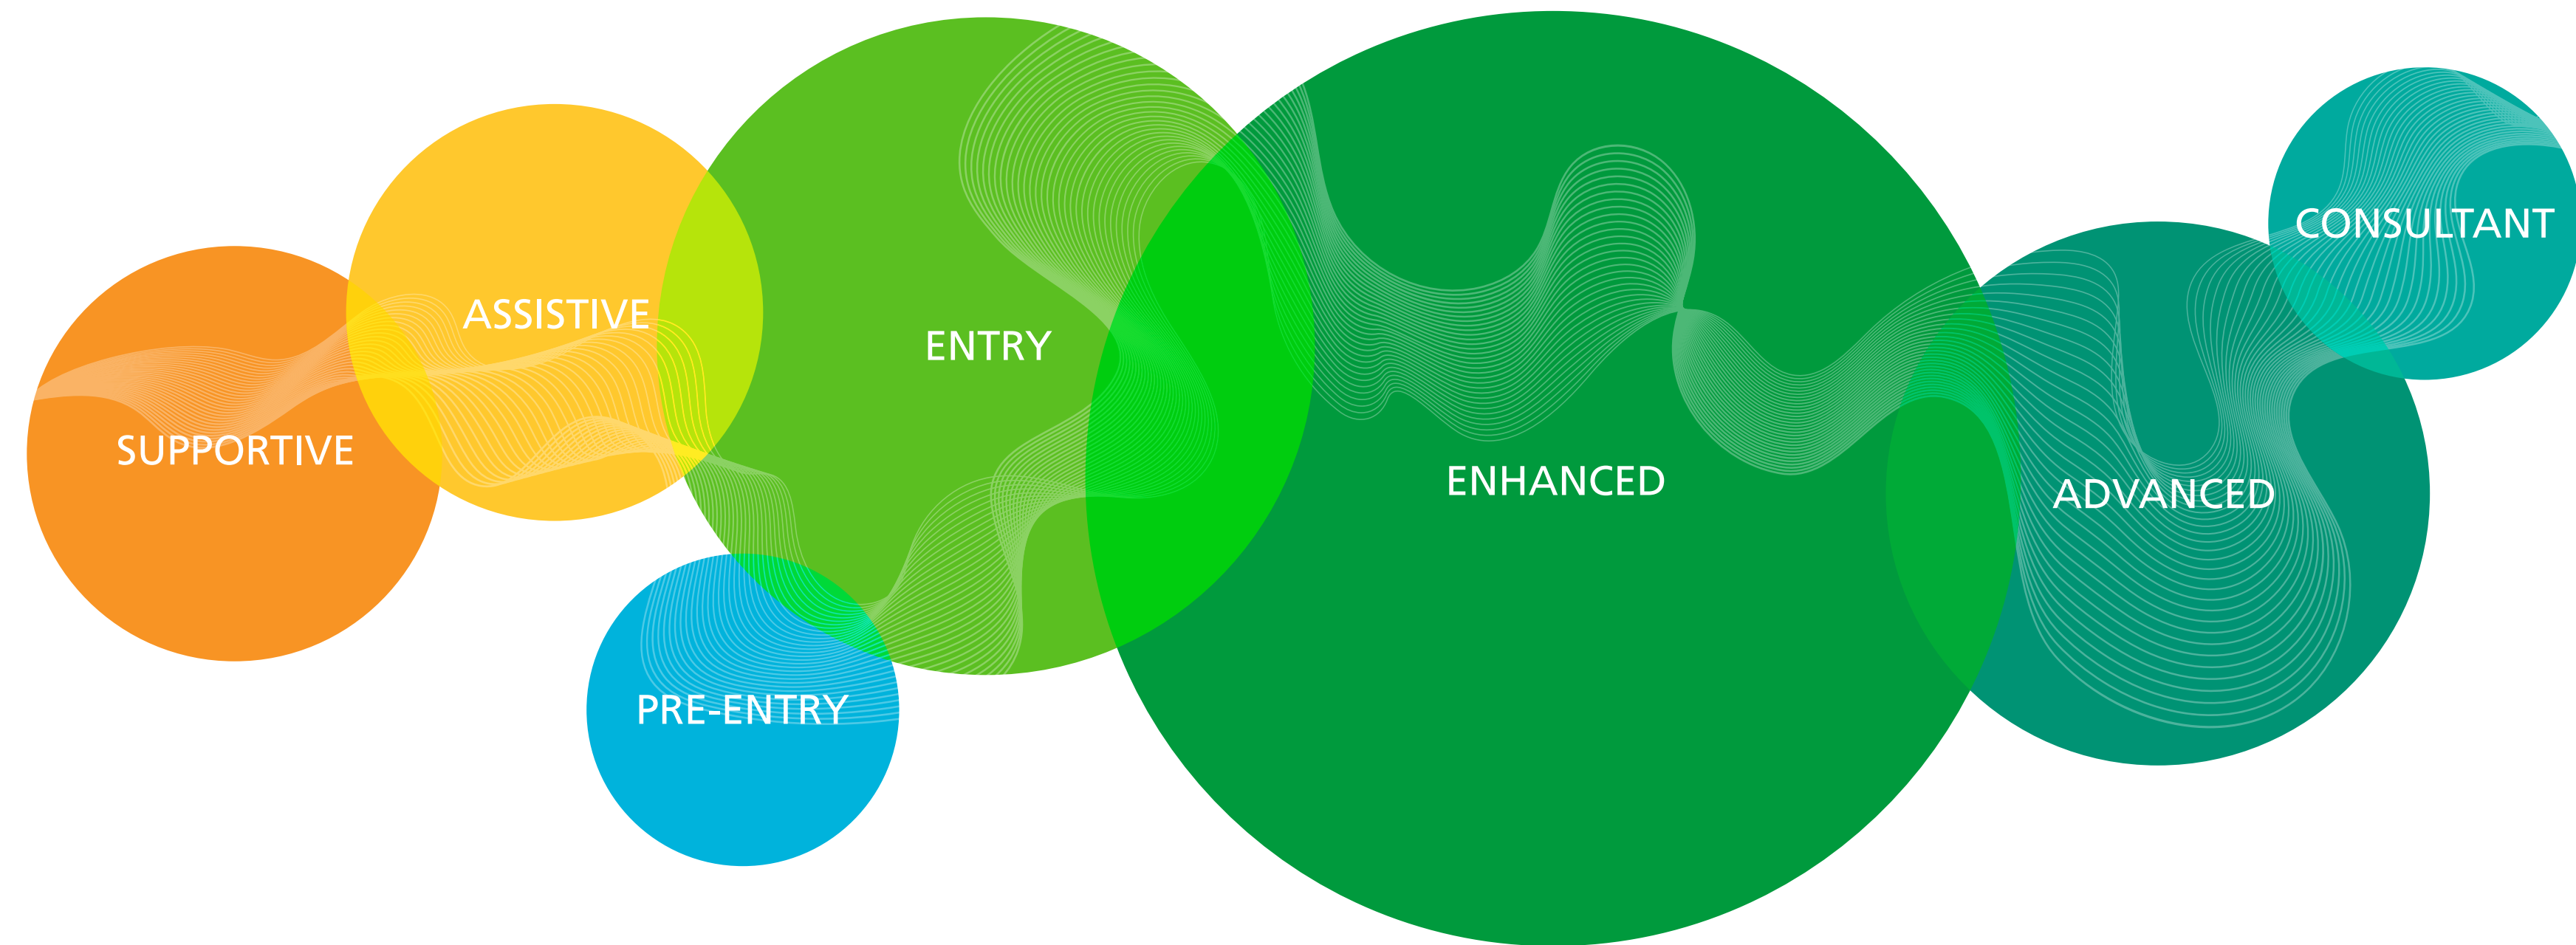 SUPPORTIVE
ASSISTIVE
PRE-ENTRY
ENTRY
ENHANCED
ADVANCED
CONSULTANT